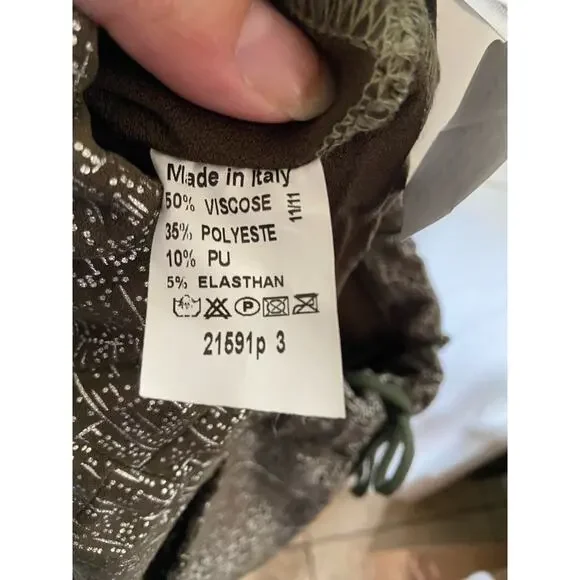 Made in Italy
50% VISCOSE
35% POLYESTE
10% PU
5% ELASTHAN
11/11
P
21591p 3